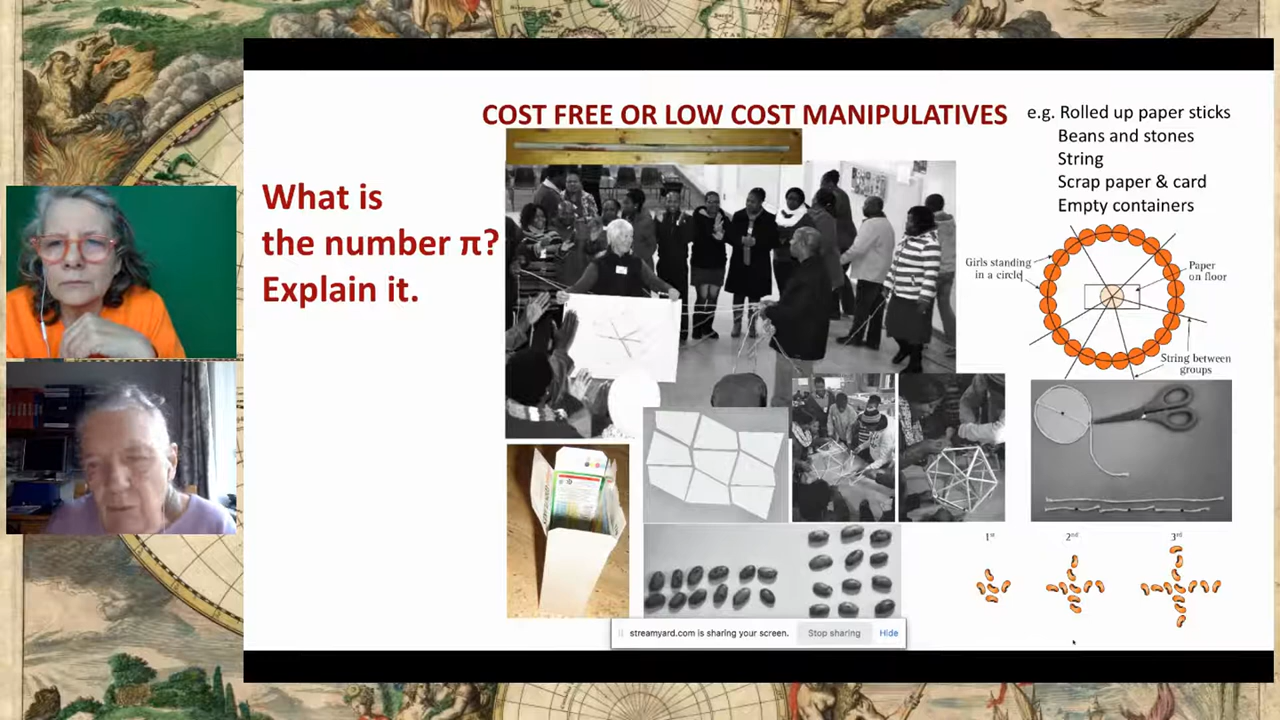 COST FREE OR LOW COST MANIPULATIVES
e.g. Rolled up paper sticks
Beans and stones
String
Scrap paper & card
Empty containers
What is
the number π?
Explain it.
Girls standing
in a circle
Paper
on floor
String between
groups
1st
2nd
3rd
streamyard.com is sharing your screen.
Stop sharing
Hide